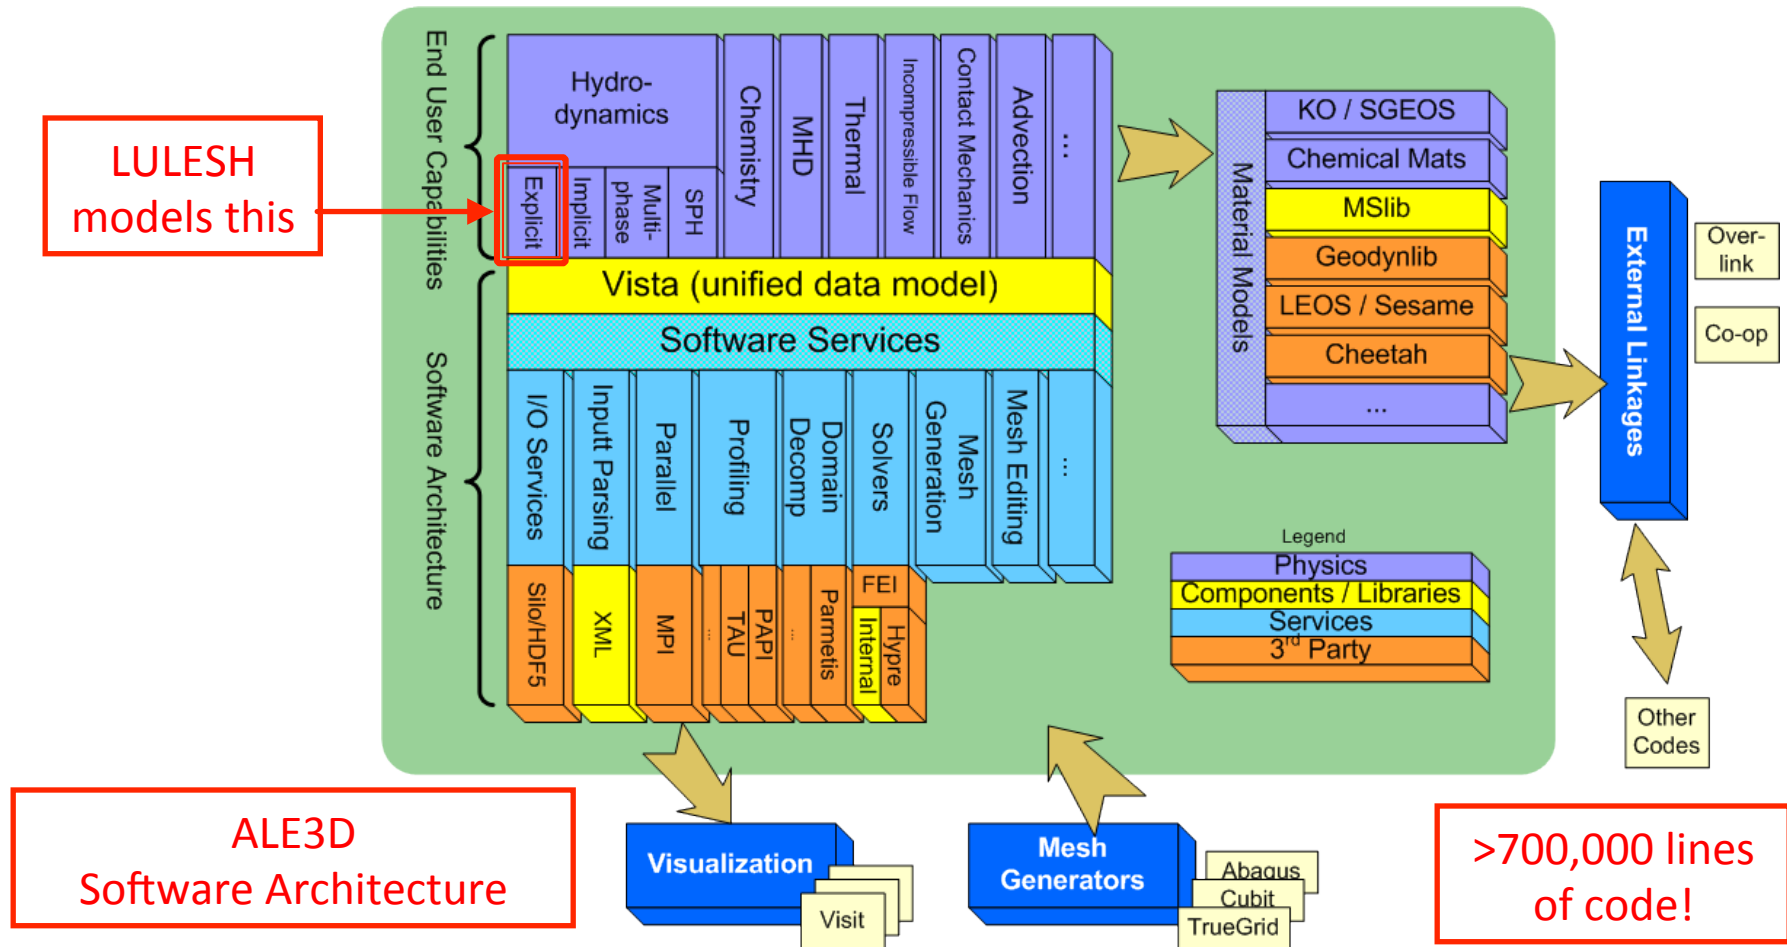 End User Capabilities
Software Architecture
LULESH
models this
Hydro-
dynamics
Explicit
Implicit
Multi-
phase
SPH
Chemistry
MHD
Thermal
Incompressible Flow
Contact Mechanics
Advection
...
Vista (unified data model)
Software Services
I/O Services
Inputt Parsing
Parallel
Profiling
Domain
Decomp
Solvers
Mesh
Generation
Mesh Editing
...
Silo/HDF5
XML
MPI
...
TAU
PAPI
...
Parmetis
FEI
Internal
Hypre
Material Models
KO / SGEOS
Chemical Mats
MSlib
Geodynlib
LEOS / Sesame
Cheetah
...
External Linkages
Over-
link
Co-op
Other
Codes
Legend
Physics
Components / Libraries
Services
3rd Party
ALE3D
Software Architecture
Visualization
Visit
Mesh
Generators
Abaqus
Cubit
TrueGrid
>700,000 lines
of code!